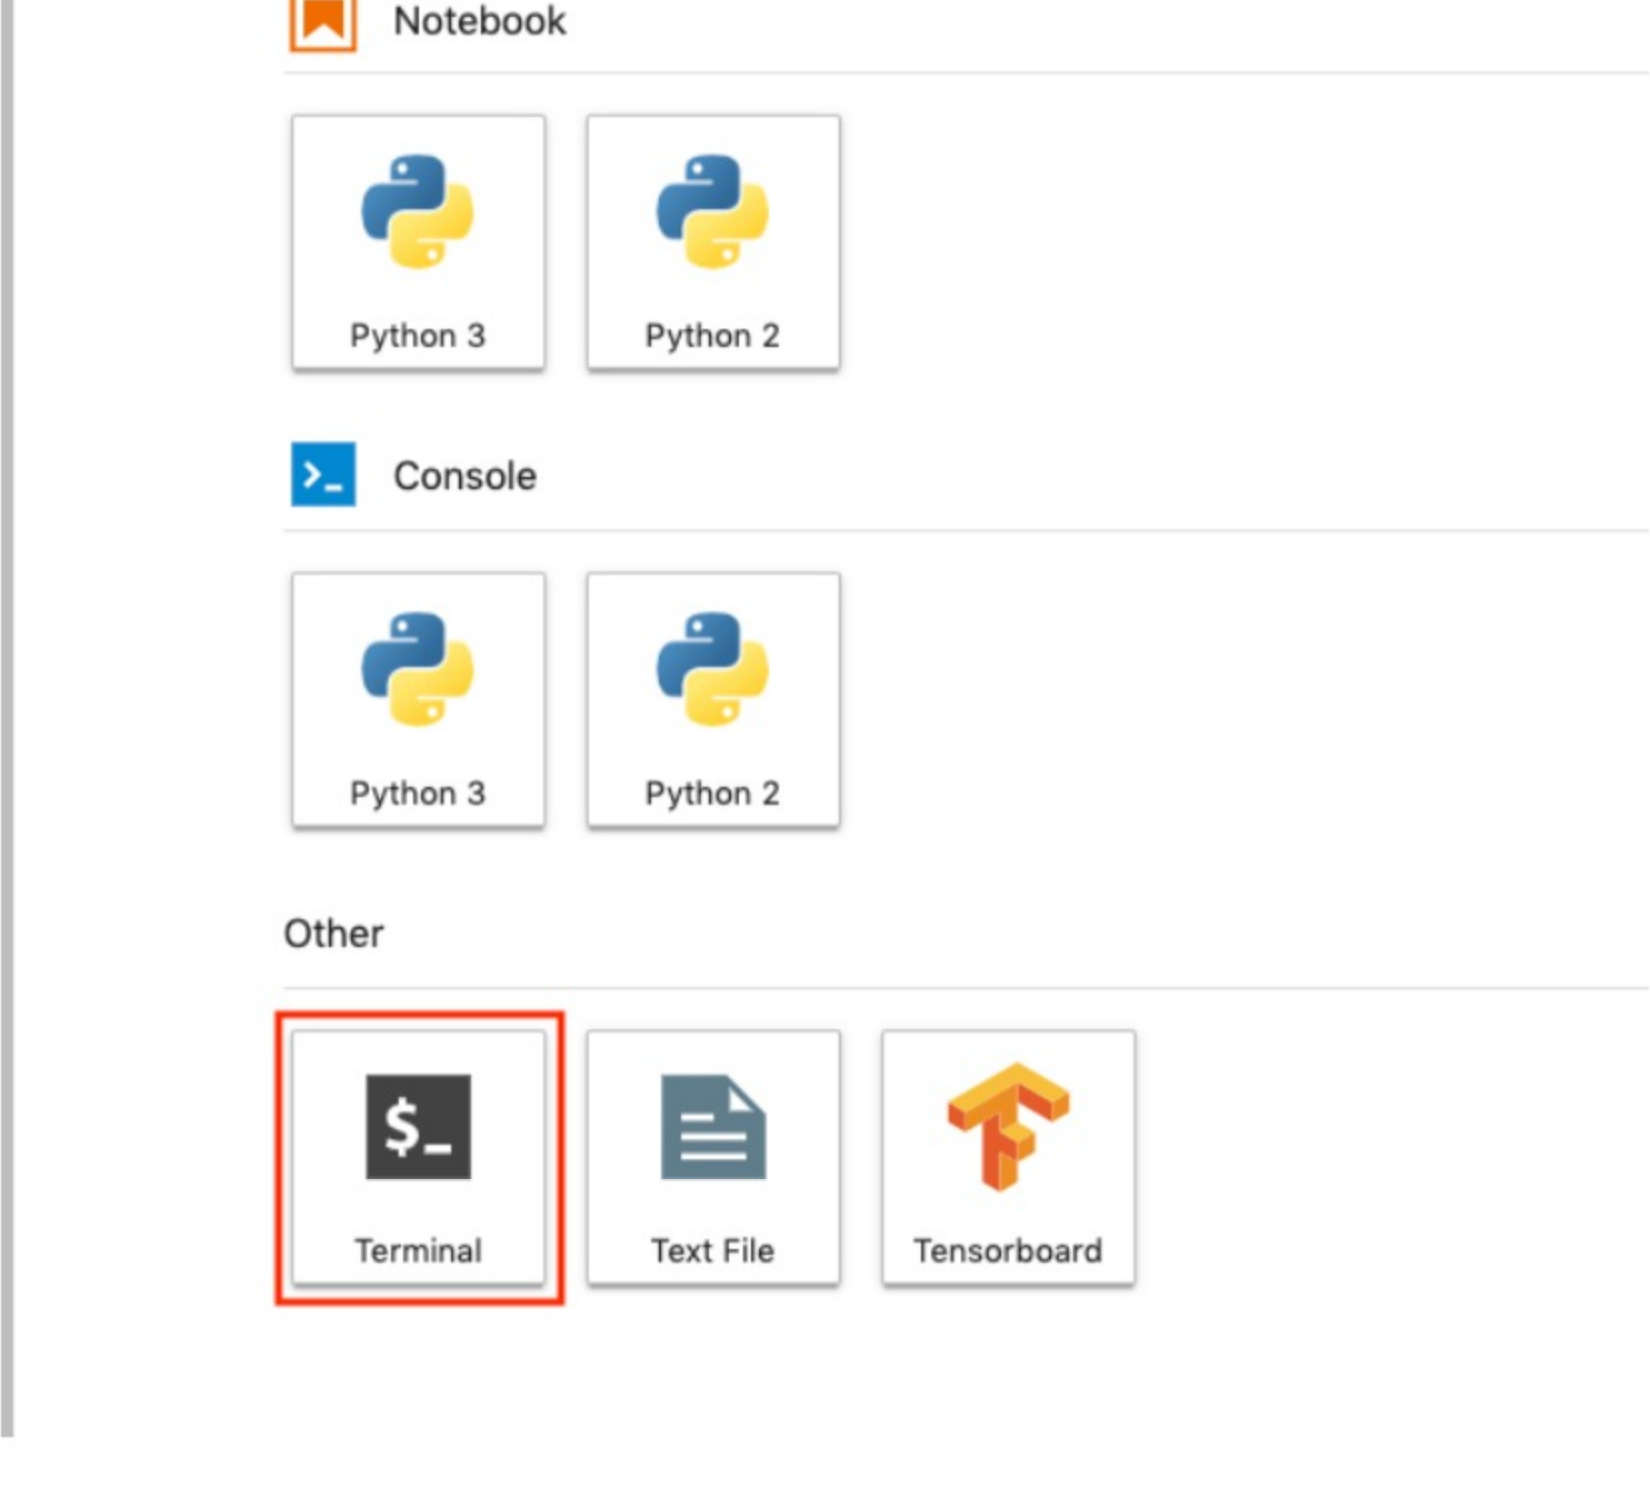 Notebook
Python 3
Python 2
>_
Console
Python 3
Python 2
Other
$_
Terminal
Text File
Tensorboard